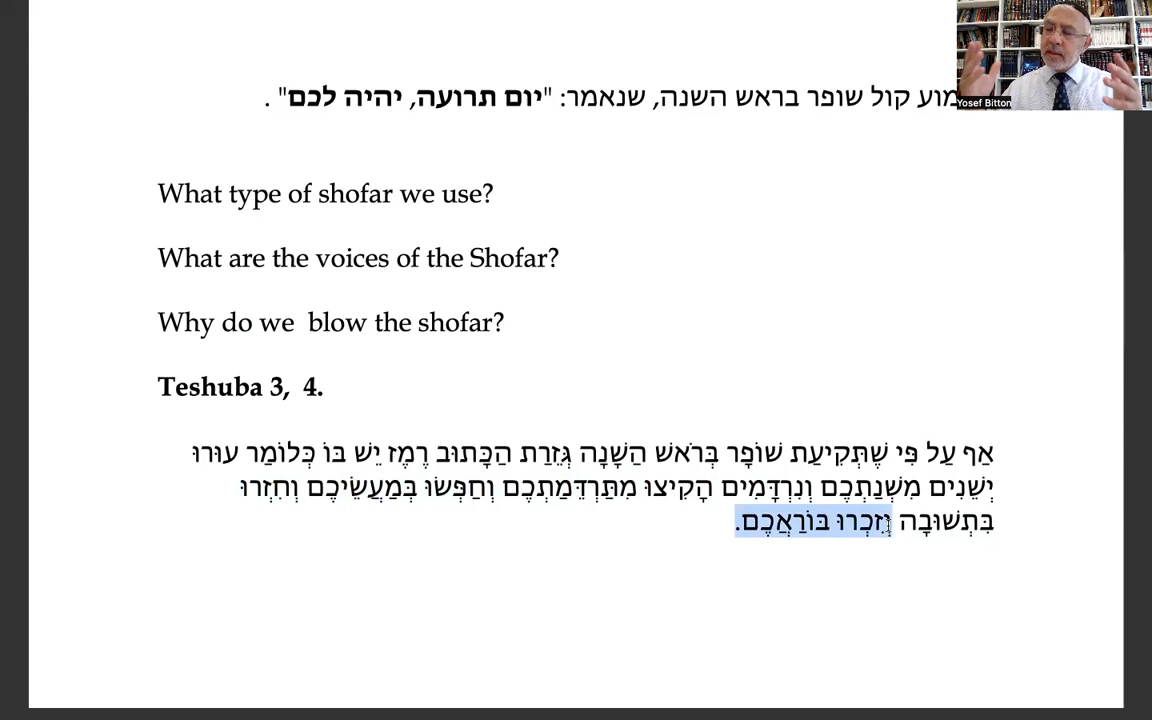 קול שופר בראש השנה, שנאמר: "יום תרועה, יהיה לכם" .
Yosef Bitton
What type of shofar we use?
What are the voices of the Shofar?
Why do we blow the shofar?
Teshuba 3, 4.
אַף עַל פִּי שֶׁתְּקִיעַת שׁוֹפָר בְּרֹאשׁ הַשָּׁנָה גְּזֵרַת הַכָּתוּב רֶמֶז יֵשׁ בּוֹ כְּלוֹמַר עוּרוּ
יְשֵׁנִים מִשְּׁנַתְכֶם וְנִרְדָּמִים הָקִיצוּ מִתַּרְדֵּמַתְכֶם וְחַפְּשׂוּ בְּמַעֲשֵׂיכֶם וְחִזְרוּ
בִּתְשׁוּבָה וְזִכְרוּ בּוֹרַאֲכֶם.